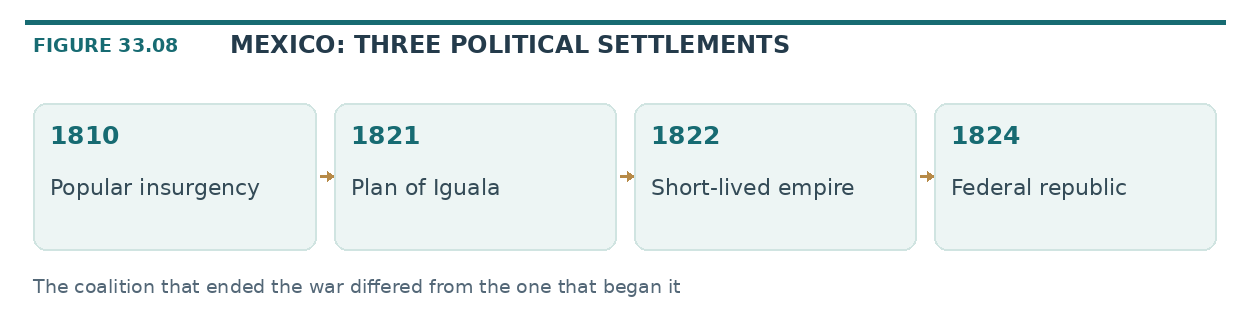 FIGURE 33.08 MEXICO: THREE POLITICAL SETTLEMENTS
1810
Popular insurgency
1821
Plan of Iguala
1822
Short-lived empire
1824
Federal republic
The coalition that ended the war differed from the one that began it